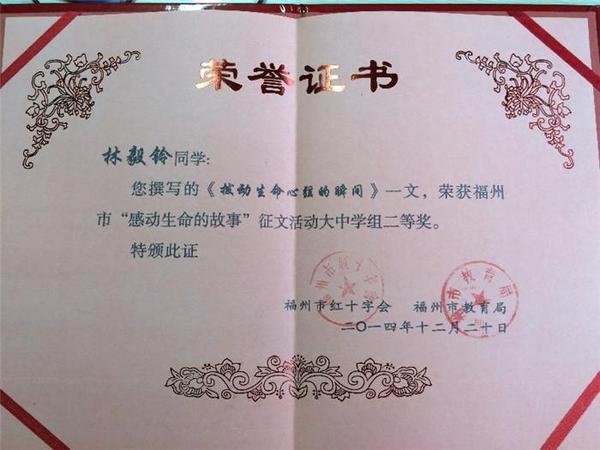 荣誉证书
林毅铃同学:
您撰写的《拨动生命心弦的瞬间》一文，荣获福州
市“感动生命的故事”征文活动大中学组二等奖。
特颁此证
福州市红十字会 福州市教育局
二〇一四年十二月二十日